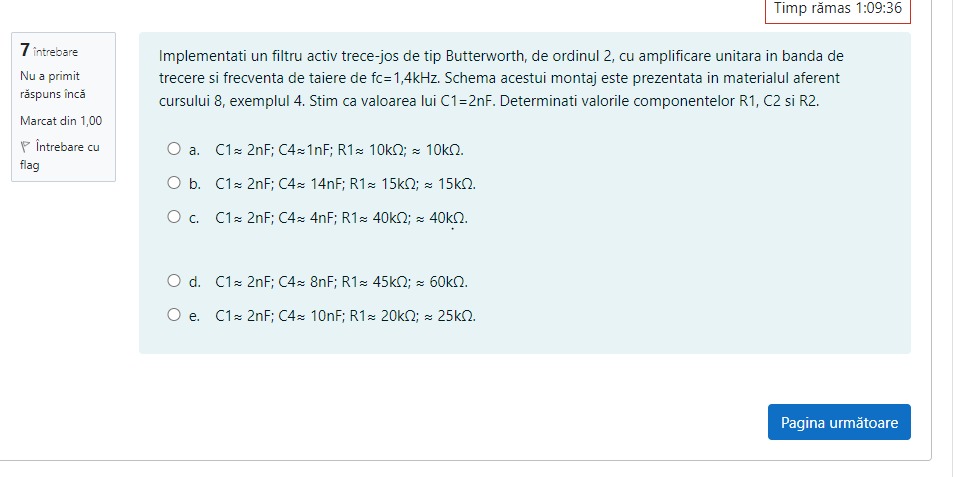 Timp rămas 1:09:36
7 întrebare
Nu a primit
răspuns încă
Marcat din 1,00
Întrebare cu
flag
Implementati un filtru activ trece-jos de tip Butterworth, de ordinul 2, cu amplificare unitara in banda de
trecere si frecventa de taiere de fc=1,4kHz. Schema acestui montaj este prezentata in materialul aferent
cursului 8, exemplul 4. Stim ca valoarea lui C1=2nF. Determinati valorile componentelor R1, C2 si R2.
a. C1≈ 2nF; C4≈1nF; R1≈ 10kΩ; ≈ 10kΩ.
b. C1≈ 2nF; C4≈ 14nF; R1≈ 15kΩ; ≈ 15kΩ.
c. C1≈ 2nF; C4≈ 4nF; R1≈ 40kΩ; ≈ 40kΩ.
d. C1≈ 2nF; C4≈ 8nF; R1≈ 45kΩ; ≈ 60kΩ.
e. C1≈ 2nF; C4≈ 10nF; R1≈ 20kΩ; ≈ 25kΩ.
Pagina următoare